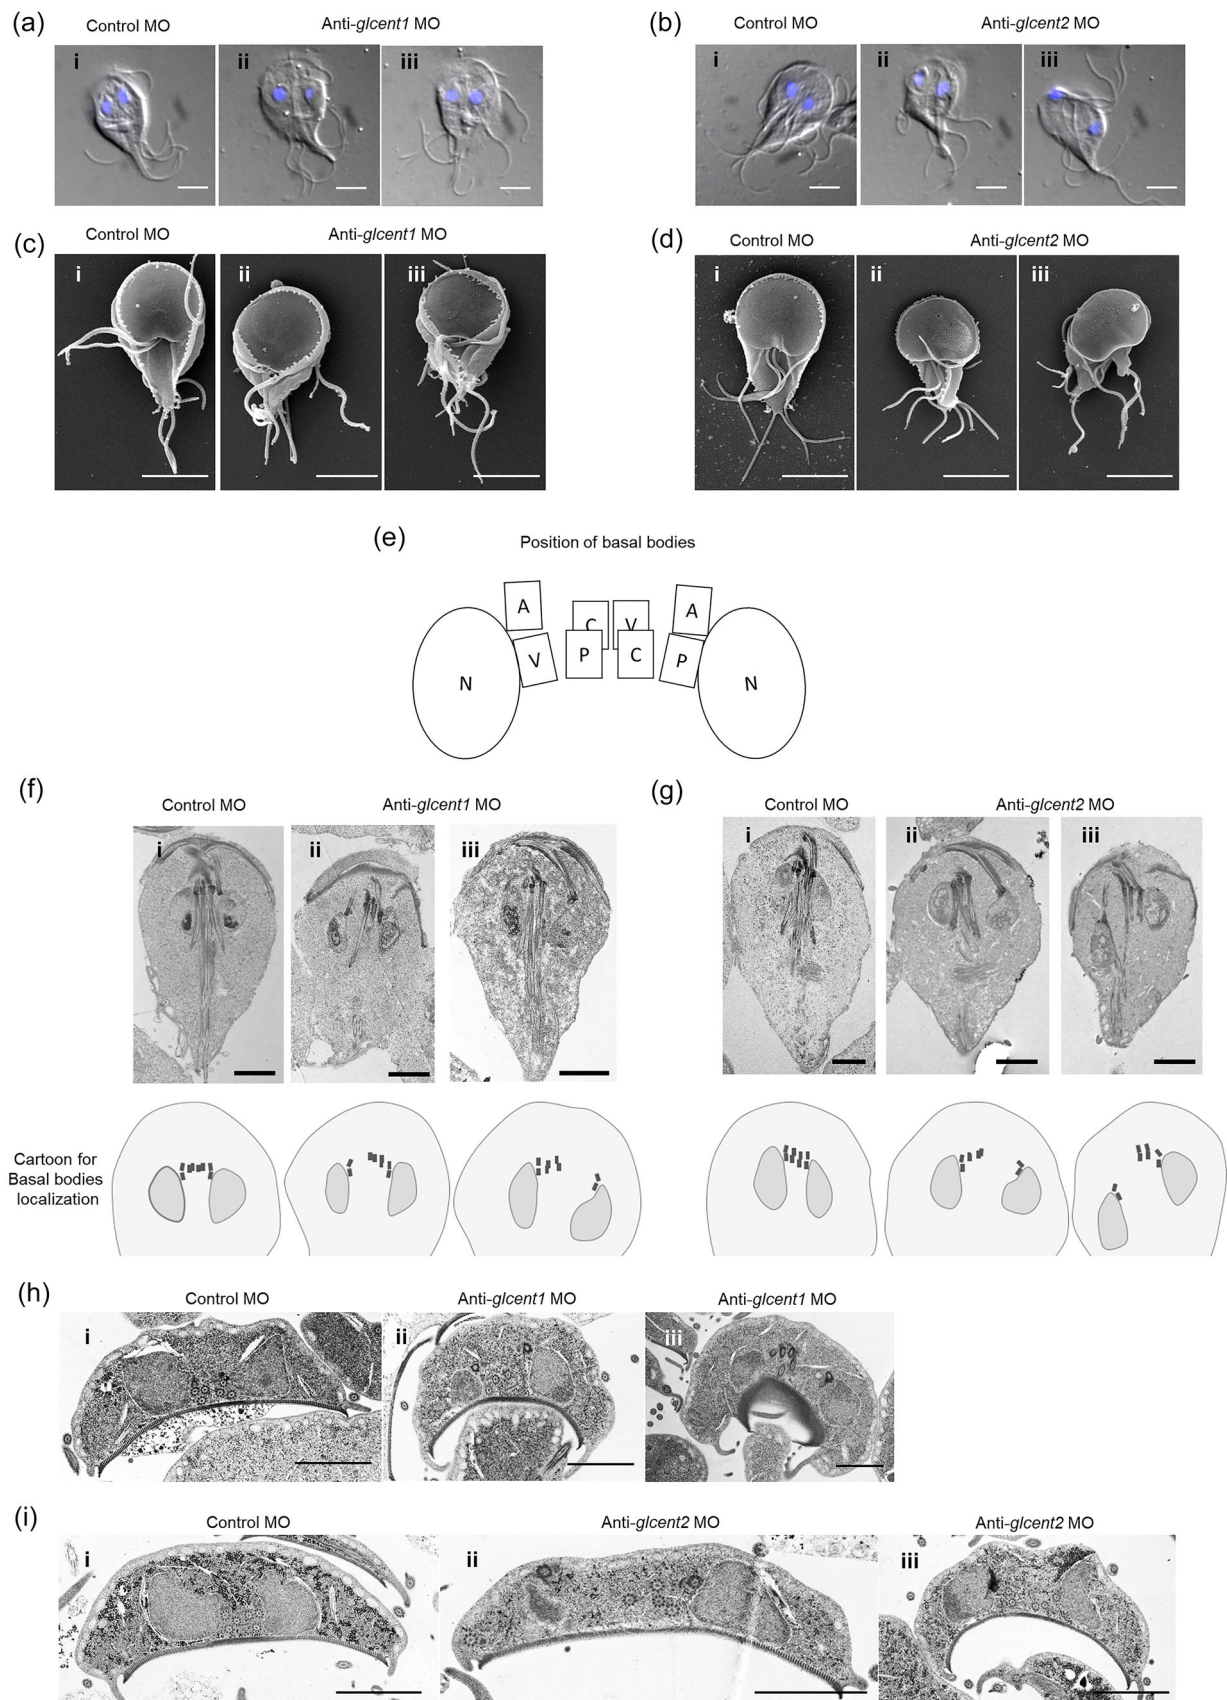 (a)
Control MO
Anti-glcent1 MO
i
ii
iii
(b)
Control MO
Anti-glcent2 MO
i
ii
iii
(c)
Control MO
Anti-glcent1 MO
i
ii
iii
(d)
Control MO
Anti-glcent2 MO
i
ii
iii
(e)
Position of basal bodies
A
C
V
A
V
P
C
P
N
N
(f)
Control MO
Anti-glcent1 MO
i
ii
iii
(g)
Control MO
Anti-glcent2 MO
i
ii
iii
Cartoon for
Basal bodies
localization
(h)
Control MO
Anti-glcent1 MO
Anti-glcent1 MO
i
ii
iii
(i)
Control MO
Anti-glcent2 MO
Anti-glcent2 MO
i
ii
iii